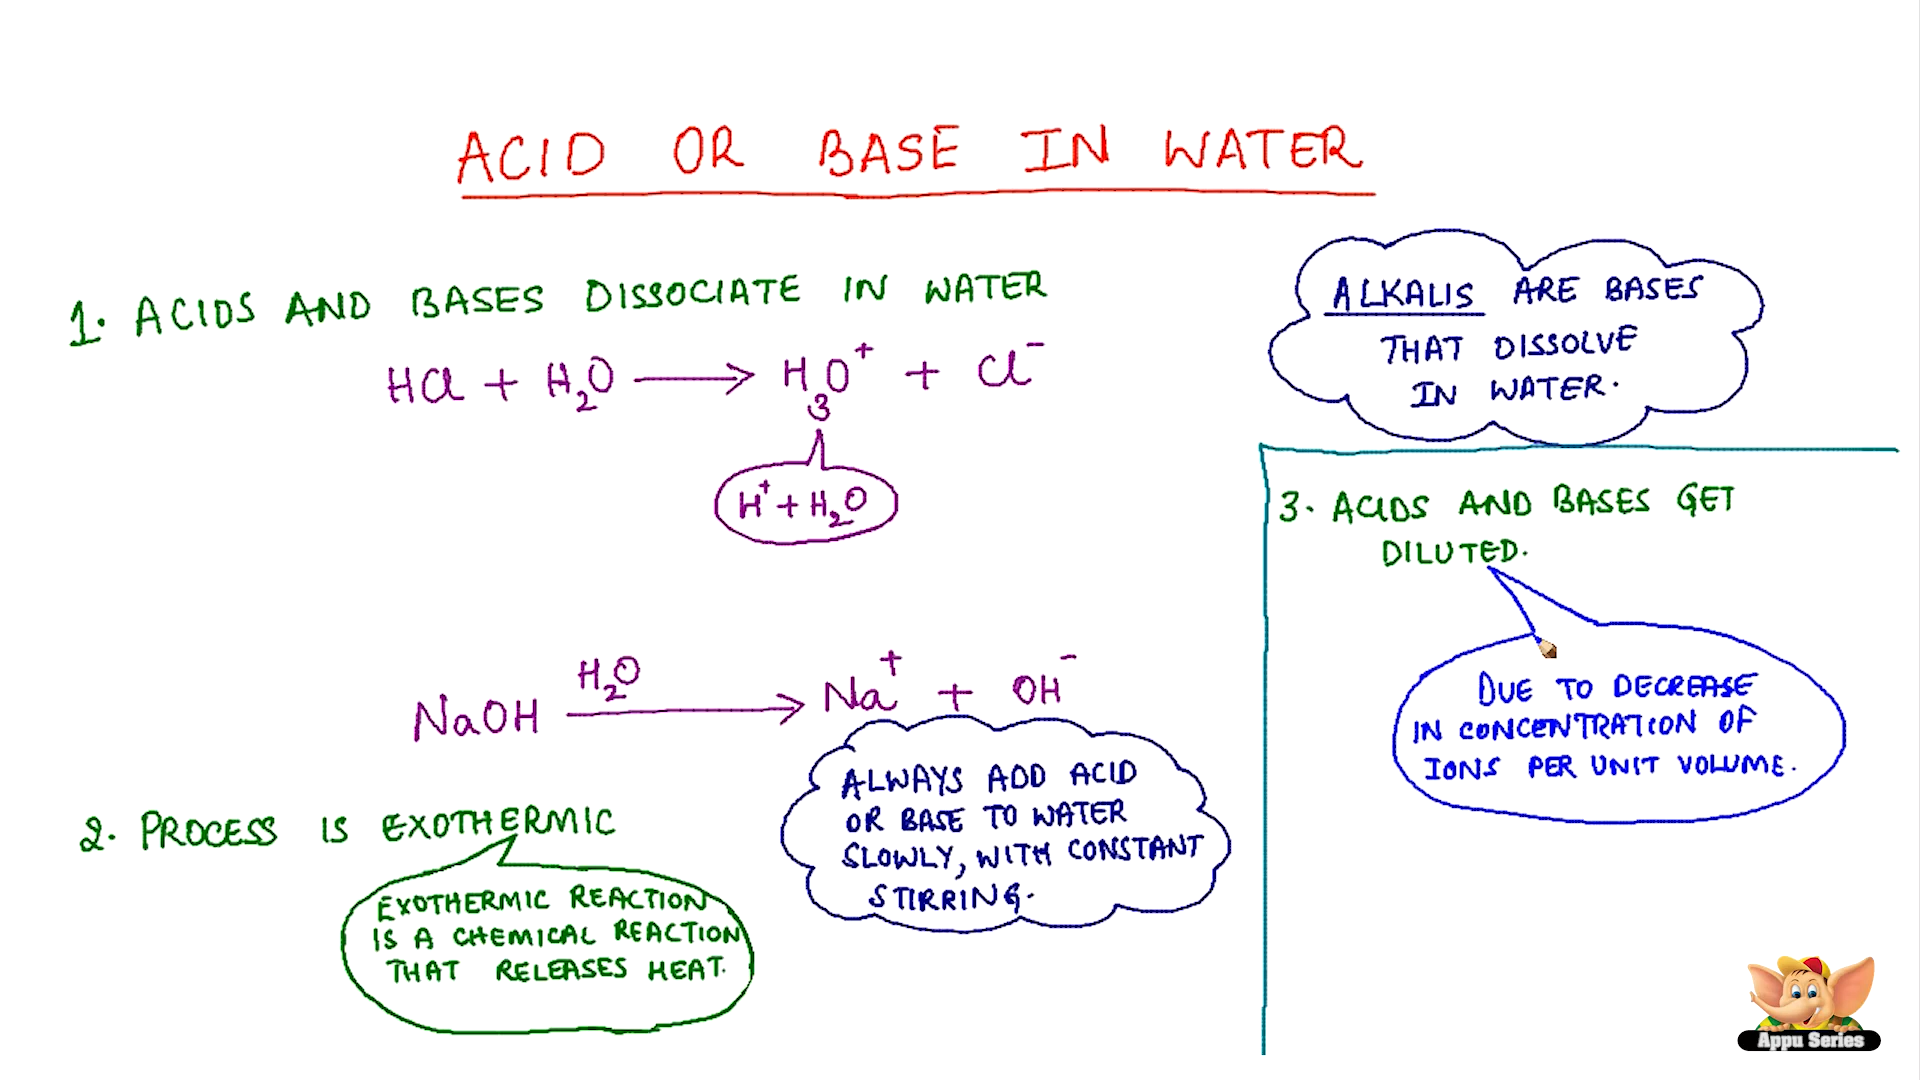 ACID OR BASE IN WATER
1. ACIDS AND BASES DISSOCIATE IN WATER
HCl + H₂O ⟶ H₃O⁺ + Cl⁻
H⁺ + H₂O
NaOH H₂O ⟶ Na⁺ + OH⁻
2. PROCESS IS EXOTHERMIC
EXOTHERMIC REACTION
IS A CHEMICAL REACTION
THAT RELEASES HEAT.
ALWAYS ADD ACID
OR BASE TO WATER
SLOWLY, WITH CONSTANT
STIRRING.
ALKALIS ARE BASES
THAT DISSOLVE
IN WATER.
3. ACIDS AND BASES GET
DILUTED.
DUE TO DECREASE
IN CONCENTRATION OF
IONS PER UNIT VOLUME.
Appu Series